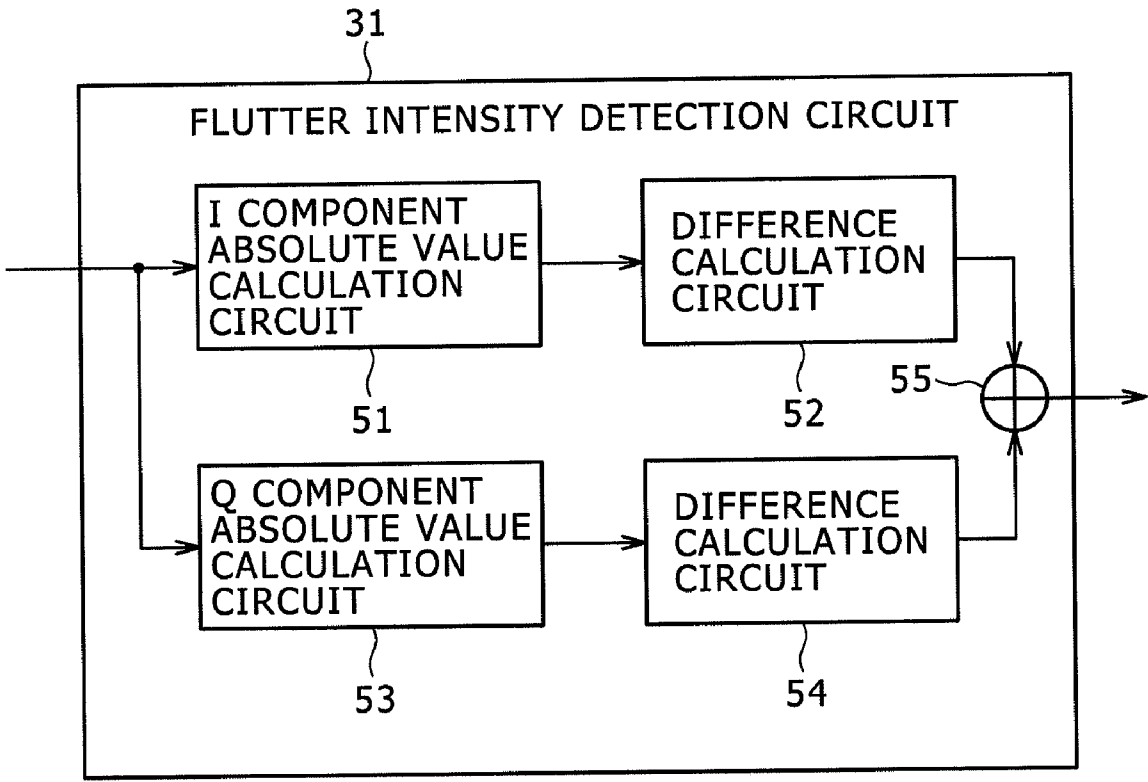 31
FLUTTER INTENSITY DETECTION CIRCUIT
I COMPONENT
ABSOLUTE VALUE
CALCULATION
CIRCUIT
51
DIFFERENCE
CALCULATION
CIRCUIT
52
55
Q COMPONENT
ABSOLUTE VALUE
CALCULATION
CIRCUIT
53
DIFFERENCE
CALCULATION
CIRCUIT
54